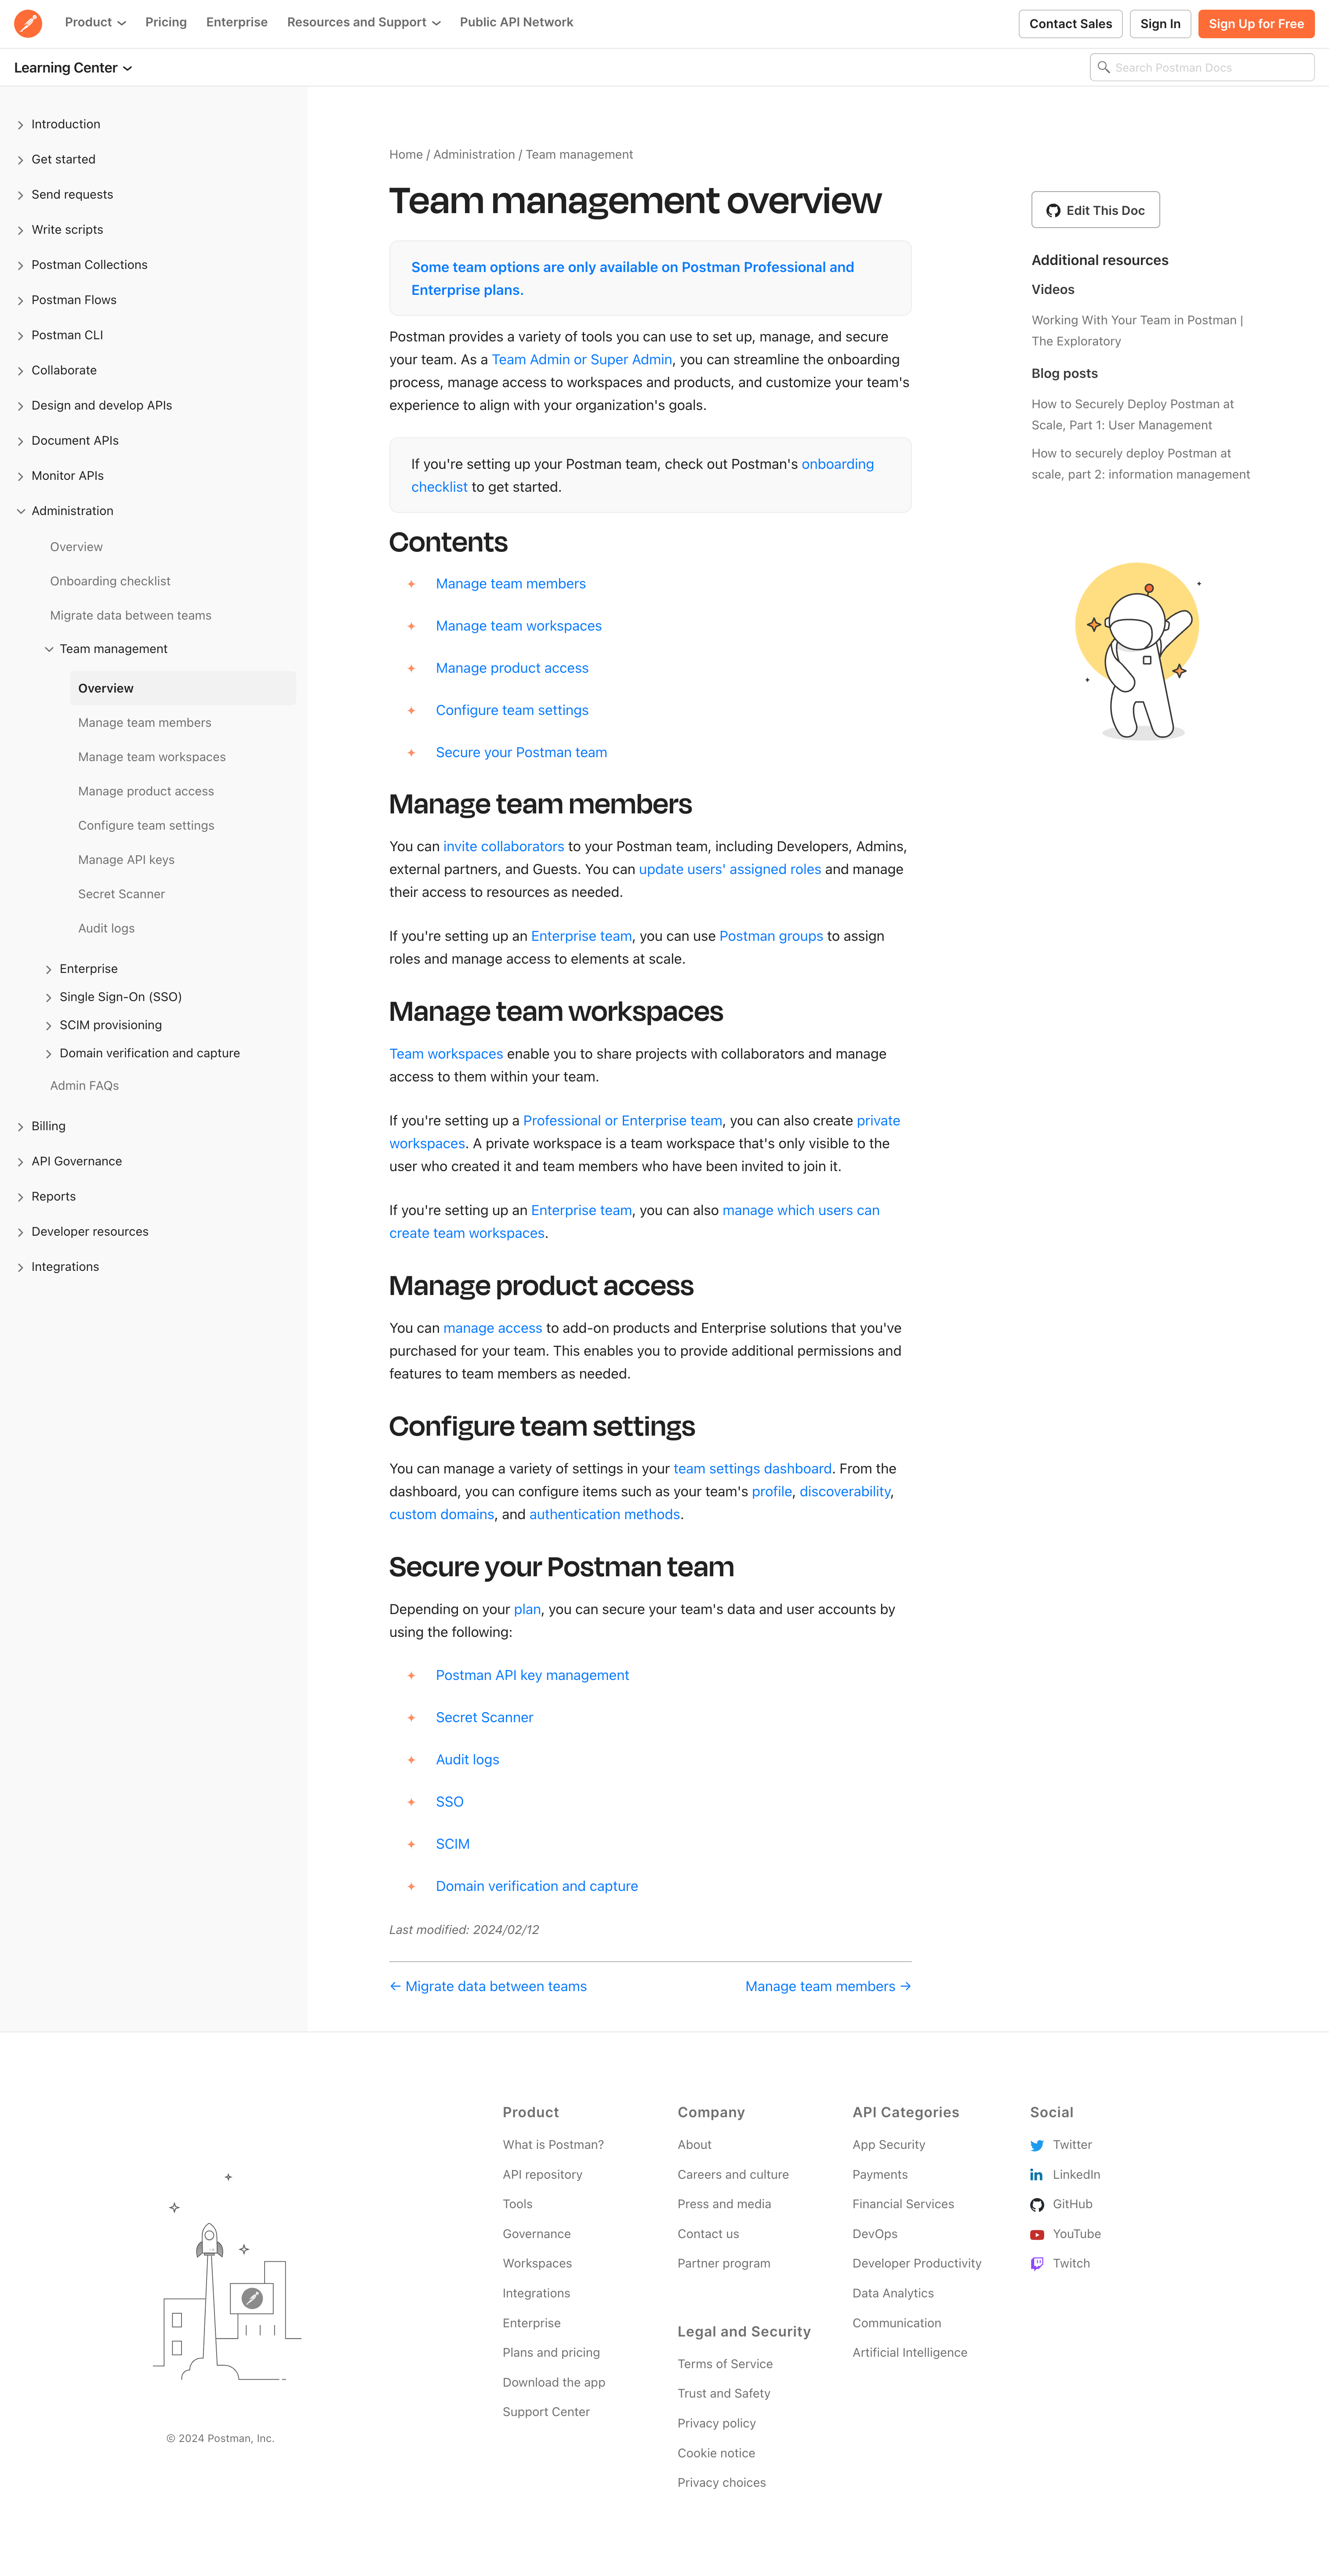 Product
Pricing
Enterprise
Resources and Support
Public API Network
Contact Sales
Sign In
Sign Up for Free
Learning Center
Search Postman Docs
Introduction
Get started
Send requests
Write scripts
Postman Collections
Postman Flows
Postman CLI
Collaborate
Design and develop APIs
Document APIs
Monitor APIs
Administration
Overview
Onboarding checklist
Migrate data between teams
Team management
Overview
Manage team members
Manage team workspaces
Manage product access
Configure team settings
Manage API keys
Secret Scanner
Audit logs
Enterprise
Single Sign-On (SSO)
SCIM provisioning
Domain verification and capture
Admin FAQs
Billing
API Governance
Reports
Developer resources
Integrations
Home / Administration / Team management
Team management overview
Some team options are only available on Postman Professional and
Enterprise plans.
Postman provides a variety of tools you can use to set up, manage, and secure
your team. As a Team Admin or Super Admin, you can streamline the onboarding
process, manage access to workspaces and products, and customize your team's
experience to align with your organization's goals.
If you're setting up your Postman team, check out Postman's onboarding
checklist to get started.
Contents
Manage team members
Manage team workspaces
Manage product access
Configure team settings
Secure your Postman team
Manage team members
You can invite collaborators to your Postman team, including Developers, Admins,
external partners, and Guests. You can update users' assigned roles and manage
their access to resources as needed.
If you're setting up an Enterprise team, you can use Postman groups to assign
roles and manage access to elements at scale.
Manage team workspaces
Team workspaces enable you to share projects with collaborators and manage
access to them within your team.
If you're setting up a Professional or Enterprise team, you can also create private
workspaces. A private workspace is a team workspace that's only visible to the
user who created it and team members who have been invited to join it.
If you're setting up an Enterprise team, you can also manage which users can
create team workspaces.
Manage product access
You can manage access to add-on products and Enterprise solutions that you've
purchased for your team. This enables you to provide additional permissions and
features to team members as needed.
Configure team settings
You can manage a variety of settings in your team settings dashboard. From the
dashboard, you can configure items such as your team's profile, discoverability,
custom domains, and authentication methods.
Secure your Postman team
Depending on your plan, you can secure your team's data and user accounts by
using the following:
Postman API key management
Secret Scanner
Audit logs
SSO
SCIM
Domain verification and capture
Last modified: 2024/02/12
← Migrate data between teams
Manage team members →
Edit This Doc
Additional resources
Videos
Working With Your Team in Postman |
The Exploratory
Blog posts
How to Securely Deploy Postman at
Scale, Part 1: User Management
How to securely deploy Postman at
scale, part 2: information management
© 2024 Postman, Inc.
Product
What is Postman?
API repository
Tools
Governance
Workspaces
Integrations
Enterprise
Plans and pricing
Download the app
Support Center
Company
About
Careers and culture
Press and media
Contact us
Partner program
Legal and Security
Terms of Service
Trust and Safety
Privacy policy
Cookie notice
Privacy choices
API Categories
App Security
Payments
Financial Services
DevOps
Developer Productivity
Data Analytics
Communication
Artificial Intelligence
Social
Twitter
LinkedIn
GitHub
YouTube
Twitch